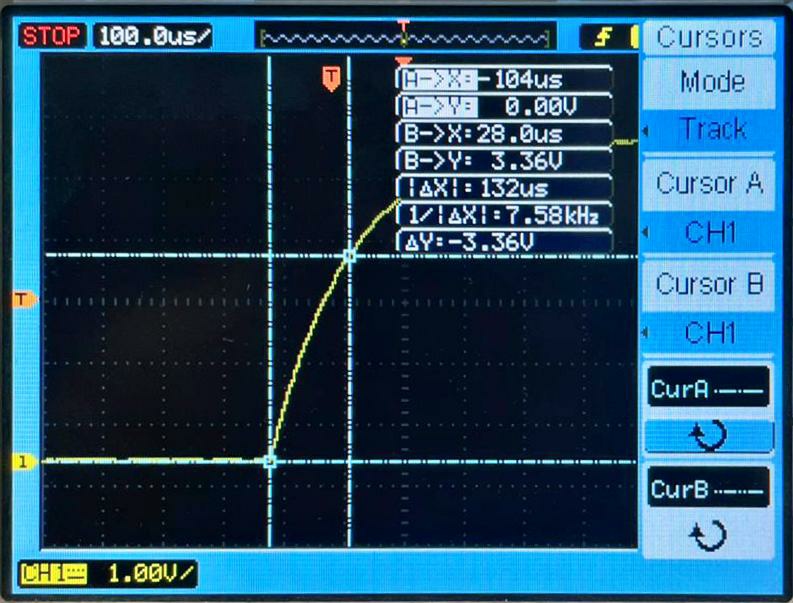 STOP 100.0us/
T
Cursors
Mode
Track
Cursor A
CH1
Cursor B
CH1
CurA
CurB
T
A->X:-104us
A->Y: 0.00V
B->X:28.0us
B->Y: 3.36V
|ΔX|:132us
1/|ΔX|:7.58kHz
ΔY:-3.36V
T
1
CH1 1.00V/